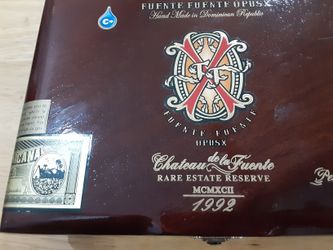 FUENTE FUENTE OPUSX
Hand Made in Dominican Republic
FUENTE FUENTE
OPUSX
Chateau de la Fuente
RARE ESTATE RESERVE
MCMXCII
1992